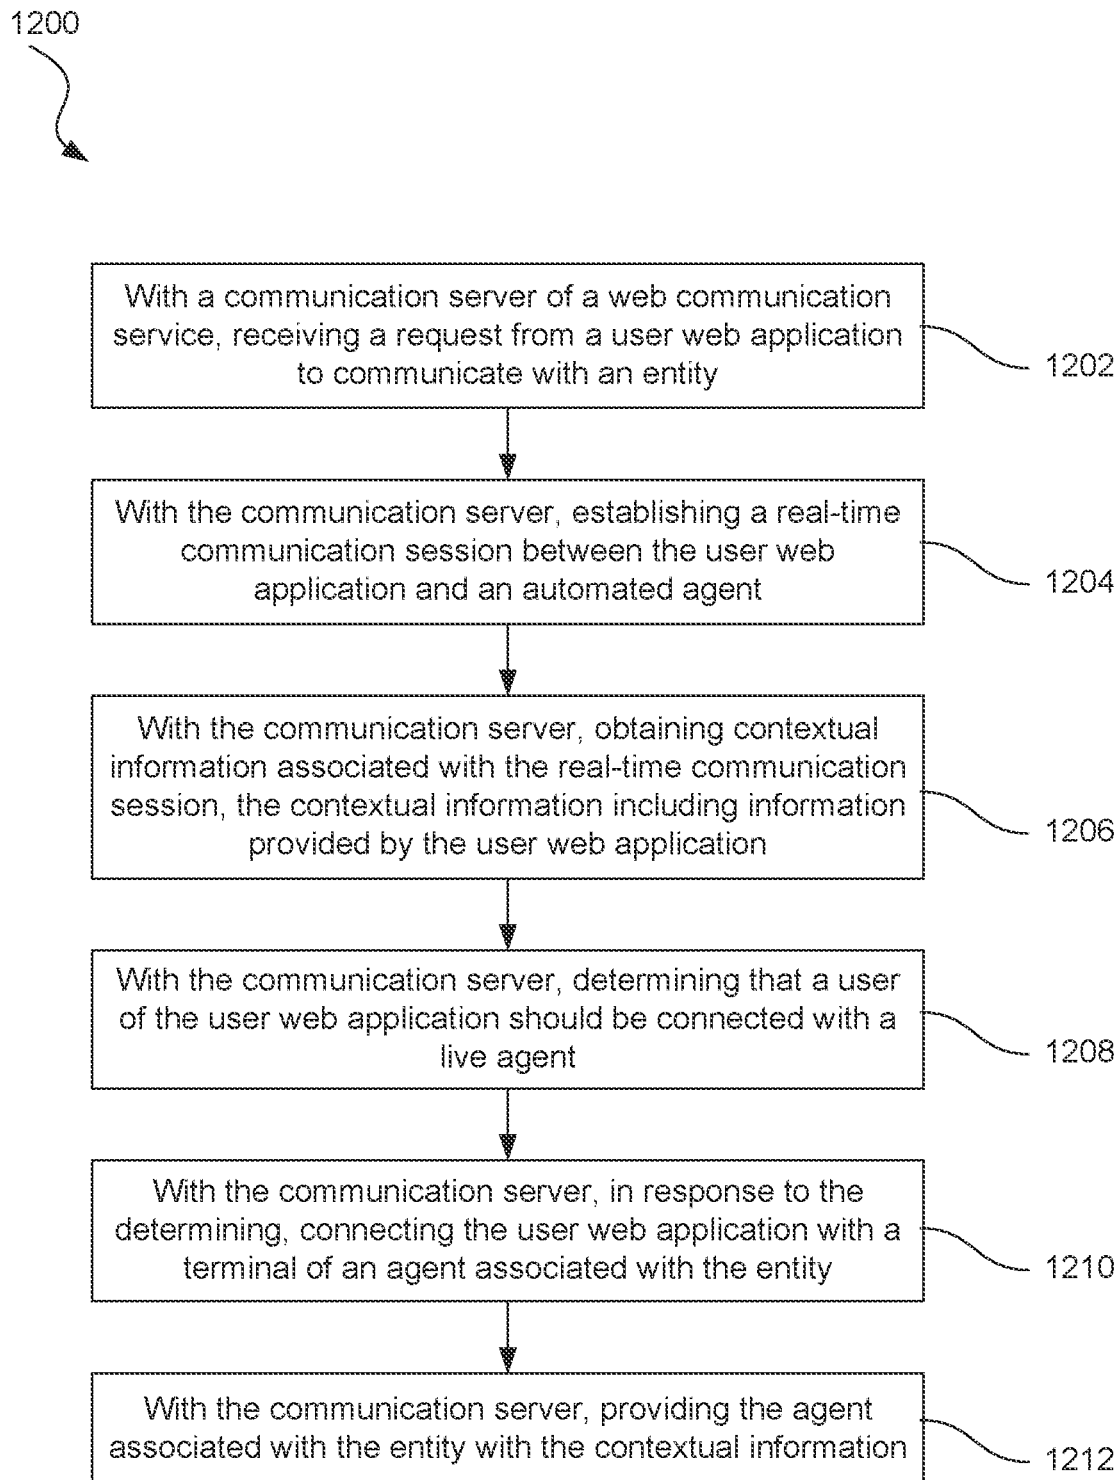 1200
With a communication server of a web communication
service, receiving a request from a user web application
to communicate with an entity
1202
With the communication server, establishing a real-time
communication session between the user web
application and an automated agent
1204
With the communication server, obtaining contextual
information associated with the real-time communication
session, the contextual information including information
provided by the user web application
1206
With the communication server, determining that a user
of the user web application should be connected with a
live agent
1208
With the communication server, in response to the
determining, connecting the user web application with a
terminal of an agent associated with the entity
1210
With the communication server, providing the agent
associated with the entity with the contextual information
1212